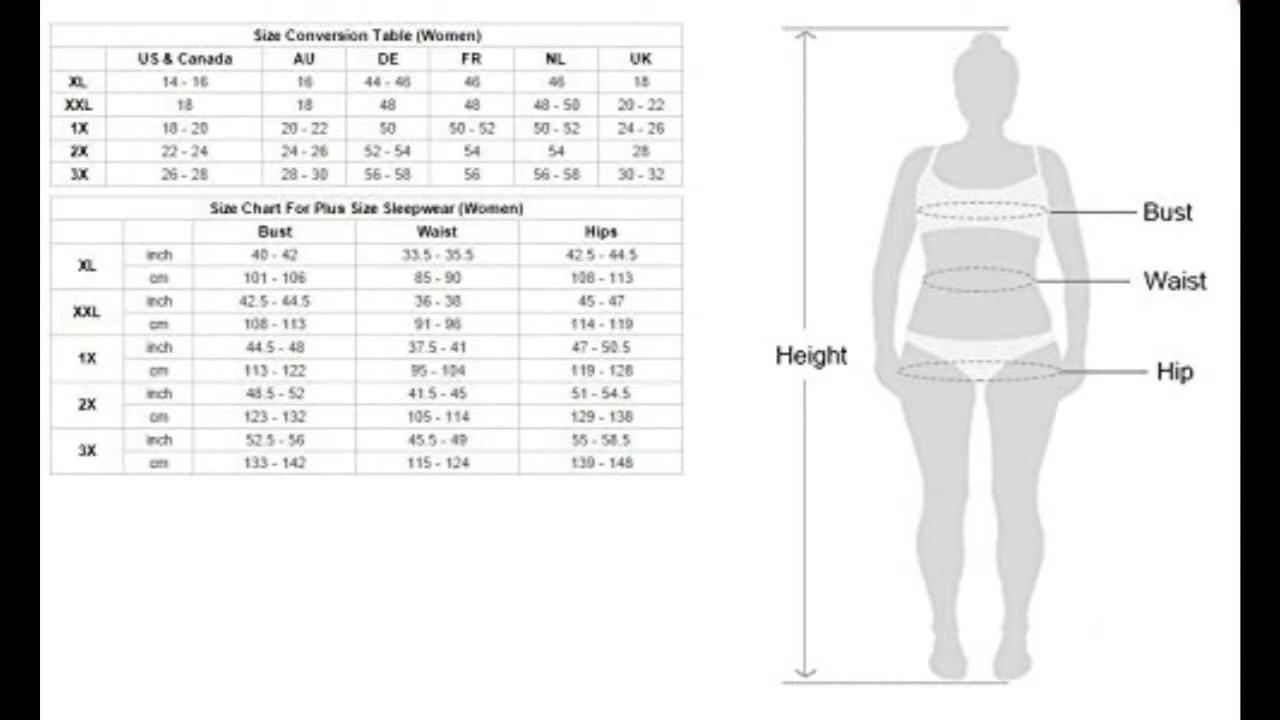 Size Conversion Table (Women)
US & Canada AU DE FR NL UK
XL 14 - 16 16 44 - 46 46 46 18
XXL 18 18 48 48 48 - 50 20 - 22
1X 18 - 20 20 - 22 50 50 - 52 50 - 52 24 - 26
2X 22 - 24 24 - 26 52 - 54 54 54 28
3X 26 - 28 28 - 30 56 - 58 56 56 - 58 30 - 32
Size Chart For Plus Size Sleepwear (Women)
Bust Waist Hips
XL
inch 40 - 42 33.5 - 35.5 42.5 - 44.5
cm 101 - 106 85 - 90 108 - 113
XXL
inch 42.5 - 44.5 36 - 38 45 - 47
cm 108 - 113 91 - 96 114 - 119
1X
inch 44.5 - 48 37.5 - 41 47 - 50.5
cm 113 - 122 95 - 104 119 - 128
2X
inch 48.5 - 52 41.5 - 45 51 - 54.5
cm 123 - 132 105 - 114 129 - 138
3X
inch 52.5 - 56 45.5 - 49 55 - 58.5
cm 133 - 142 115 - 124 139 - 148
Bust
Waist
Height
Hip